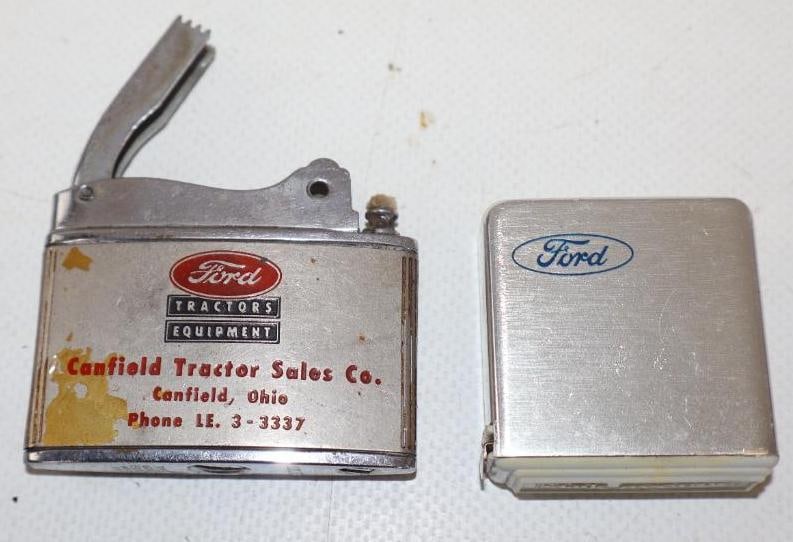 Ford
TRACTORS
EQUIPMENT
Canfield Tractor Sales Co.
Canfield, Ohio
Phone LE. 3-3337
Ford